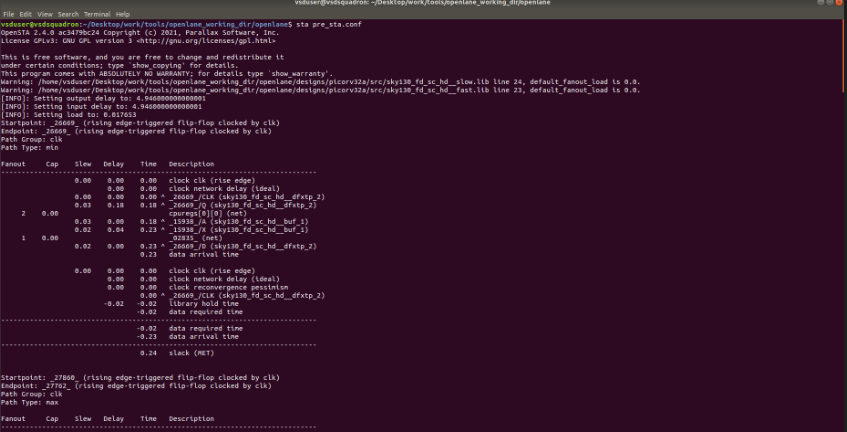 vsduser@vsdsquadron: ~/Desktop/work/tools/openlane_working_dir/openlane
File Edit View Search Terminal Help
vsduser@vsdsquadron:~/Desktop/work/tools/openlane_working_dir/openlane$ sta pre_sta.conf
OpenSTA 2.4.0 ac3479bc24 Copyright (c) 2021, Parallax Software, Inc.
License GPLv3: GNU GPL version 3 <http://gnu.org/licenses/gpl.html>
This is free software, and you are free to change and redistribute it
under certain conditions; type `show_copying' for details.
This program comes with ABSOLUTELY NO WARRANTY; for details type `show_warranty'.
Warning: /home/vsduser/Desktop/work/tools/openlane_working_dir/openlane/designs/picorv32a/src/sky130_fd_sc_hd__slow.lib line 24, default_fanout_load is 0.0.
Warning: /home/vsduser/Desktop/work/tools/openlane_working_dir/openlane/designs/picorv32a/src/sky130_fd_sc_hd__fast.lib line 23, default_fanout_load is 0.0.
[INFO]: Setting output delay to: 4.946000000000001
[INFO]: Setting input delay to: 4.946000000000001
[INFO]: Setting load to: 0.017653
Startpoint: _26669_ (rising edge-triggered flip-flop clocked by clk)
Endpoint: _26669_ (rising edge-triggered flip-flop clocked by clk)
Path Group: clk
Path Type: min
Fanout Cap Slew Delay Time Description
-----------------------------------------------------------------------------
0.00 0.00 0.00 clock clk (rise edge)
0.00 0.00 clock network delay (ideal)
0.00 0.00 0.00 ^ _26669_/CLK (sky130_fd_sc_hd__dfxtp_2)
0.03 0.18 0.18 ^ _26669_/Q (sky130_fd_sc_hd__dfxtp_2)
2 0.00 cpuregs[0][0] (net)
0.03 0.00 0.18 ^ _15938_/A (sky130_fd_sc_hd__buf_1)
0.02 0.04 0.23 ^ _15938_/X (sky130_fd_sc_hd__buf_1)
1 0.00 _02835_ (net)
0.02 0.00 0.23 ^ _26669_/D (sky130_fd_sc_hd__dfxtp_2)
0.23 data arrival time
0.00 0.00 0.00 clock clk (rise edge)
0.00 0.00 clock network delay (ideal)
0.00 0.00 clock reconvergence pessimism
0.00 ^ _26669_/CLK (sky130_fd_sc_hd__dfxtp_2)
-0.02 -0.02 library hold time
-0.02 data required time
-----------------------------------------------------------------------------
-0.02 data required time
-0.23 data arrival time
-----------------------------------------------------------------------------
0.24 slack (MET)
Startpoint: _27860_ (rising edge-triggered flip-flop clocked by clk)
Endpoint: _27762_ (rising edge-triggered flip-flop clocked by clk)
Path Group: clk
Path Type: max
Fanout Cap Slew Delay Time Description
-----------------------------------------------------------------------------